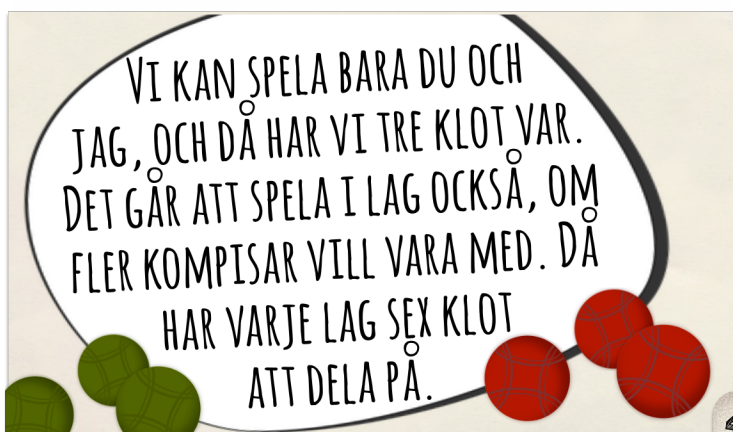 VI KAN SPELA BARA DU OCH
JAG, OCH DÅ HAR VI TRE KLOT VAR.
DET GÅR ATT SPELA I LAG OCKSÅ, OM
FLER KOMPISAR VILL VARA MED. DÅ
HAR VARJE LAG SEX KLOT
ATT DELA PÅ.